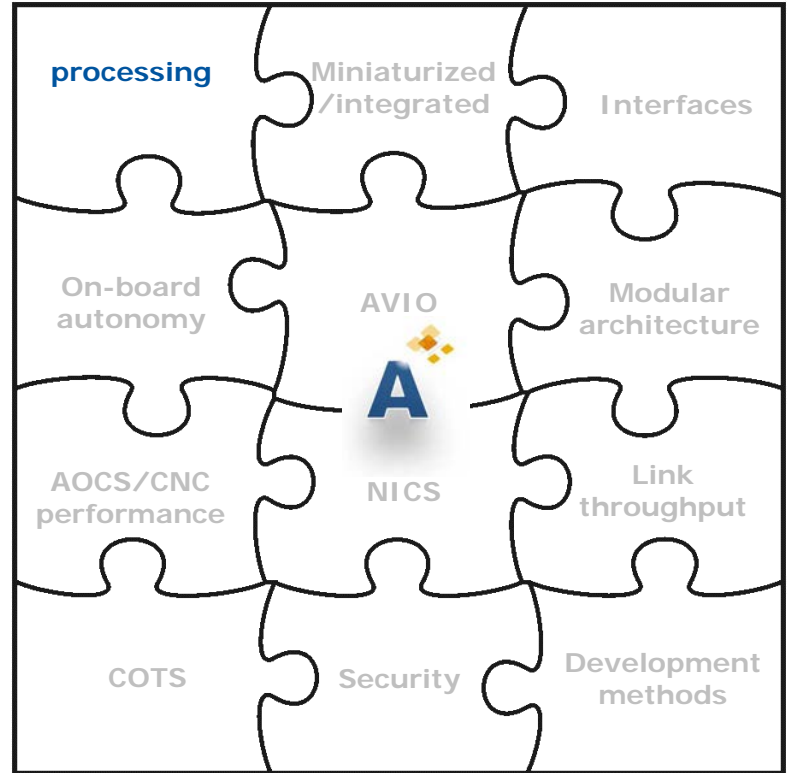 processing
Miniaturized
/integrated
Interfaces
On-board
autonomy
AVIO
Modular
architecture
A
AOCS/CNC
performance
NICS
Link
throughput
COTS
Security
Development
methods